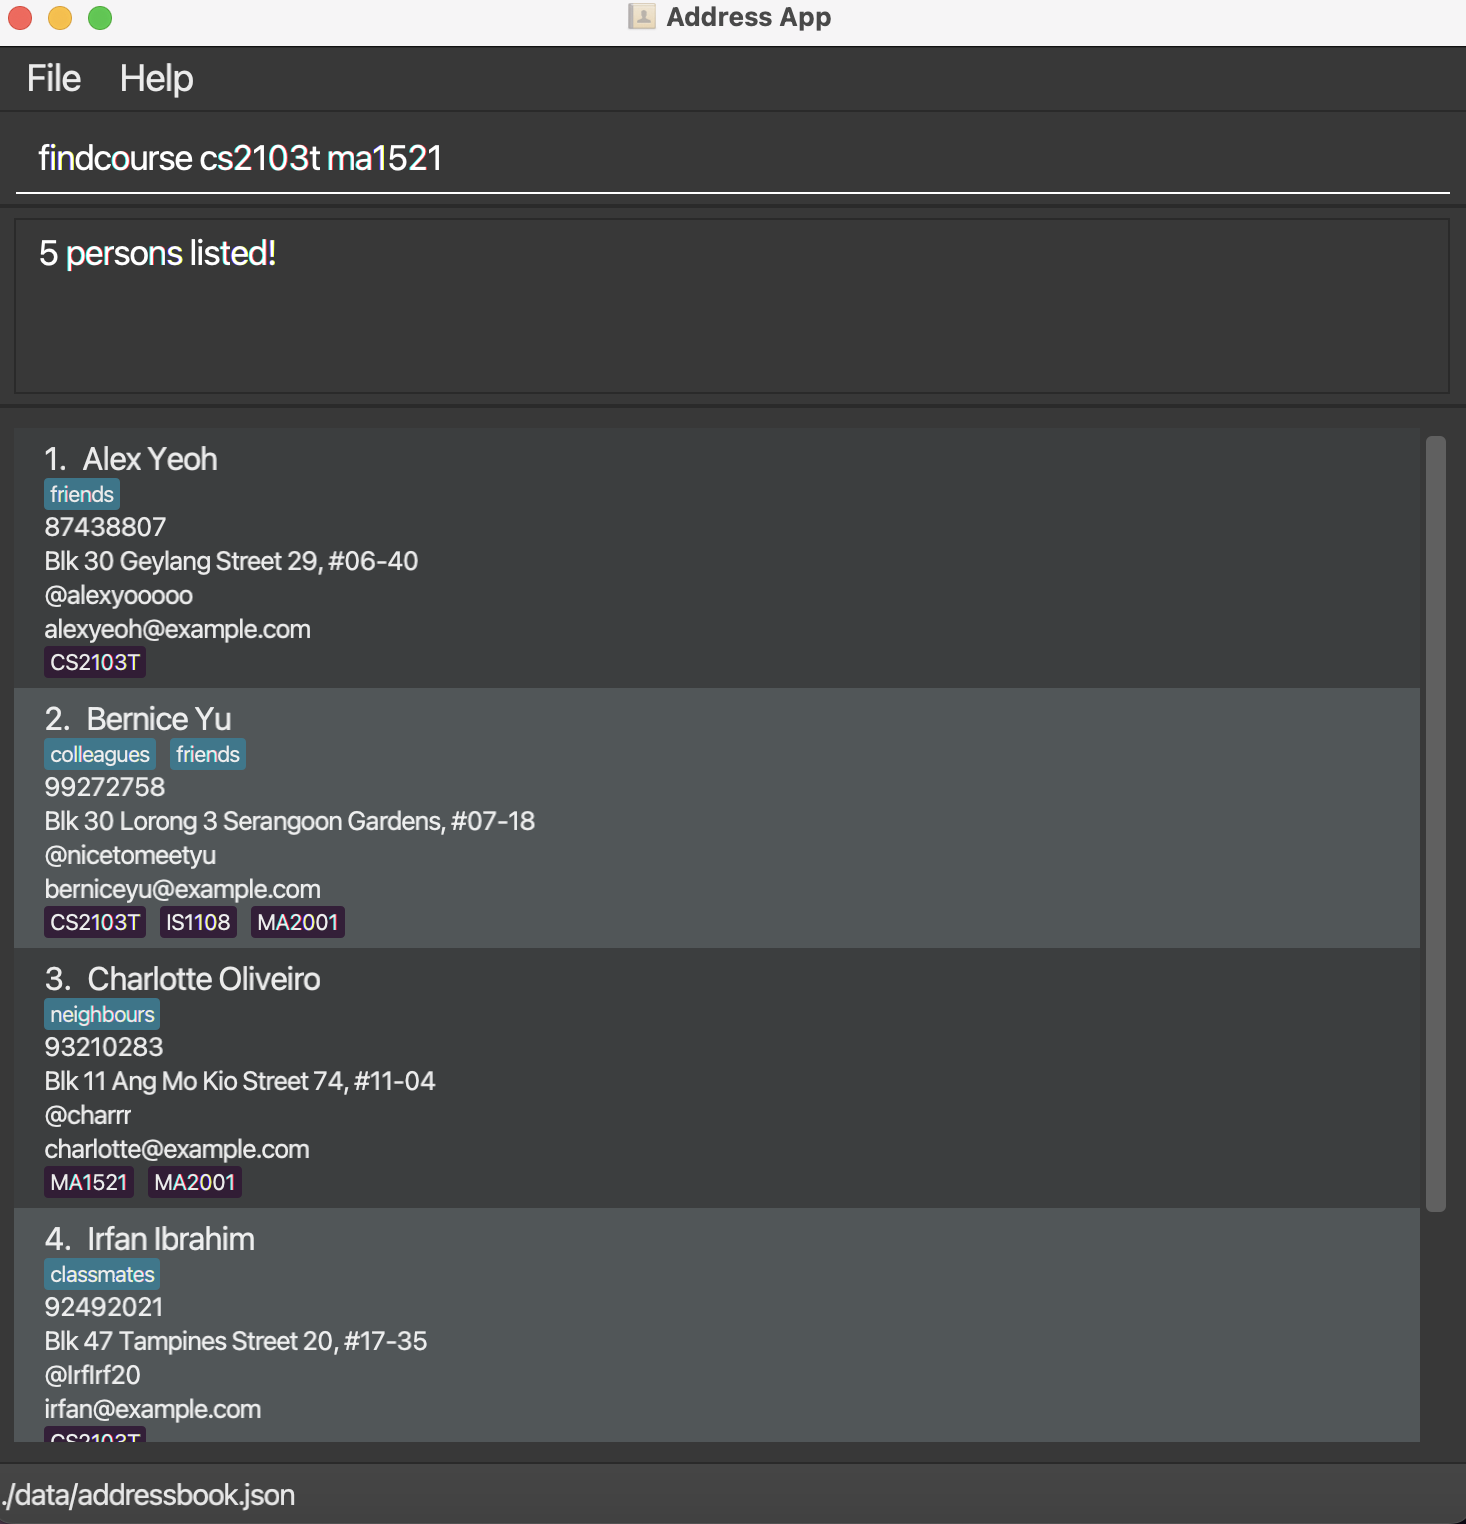 Address App
File Help
findcourse cs2103t ma1521
5 persons listed!
1. Alex Yeoh
friends
87438807
Blk 30 Geylang Street 29, #06-40
@alexyooooo
alexyeoh@example.com
CS2103T
2. Bernice Yu
colleagues friends
99272758
Blk 30 Lorong 3 Serangoon Gardens, #07-18
@nicetomeetyu
berniceyu@example.com
CS2103T IS1108 MA2001
3. Charlotte Oliveiro
neighbours
93210283
Blk 11 Ang Mo Kio Street 74, #11-04
@charrr
charlotte@example.com
MA1521 MA2001
4. Irfan Ibrahim
classmates
92492021
Blk 47 Tampines Street 20, #17-35
@IrfIrf20
irfan@example.com
CS2103T
./data/addressbook.json